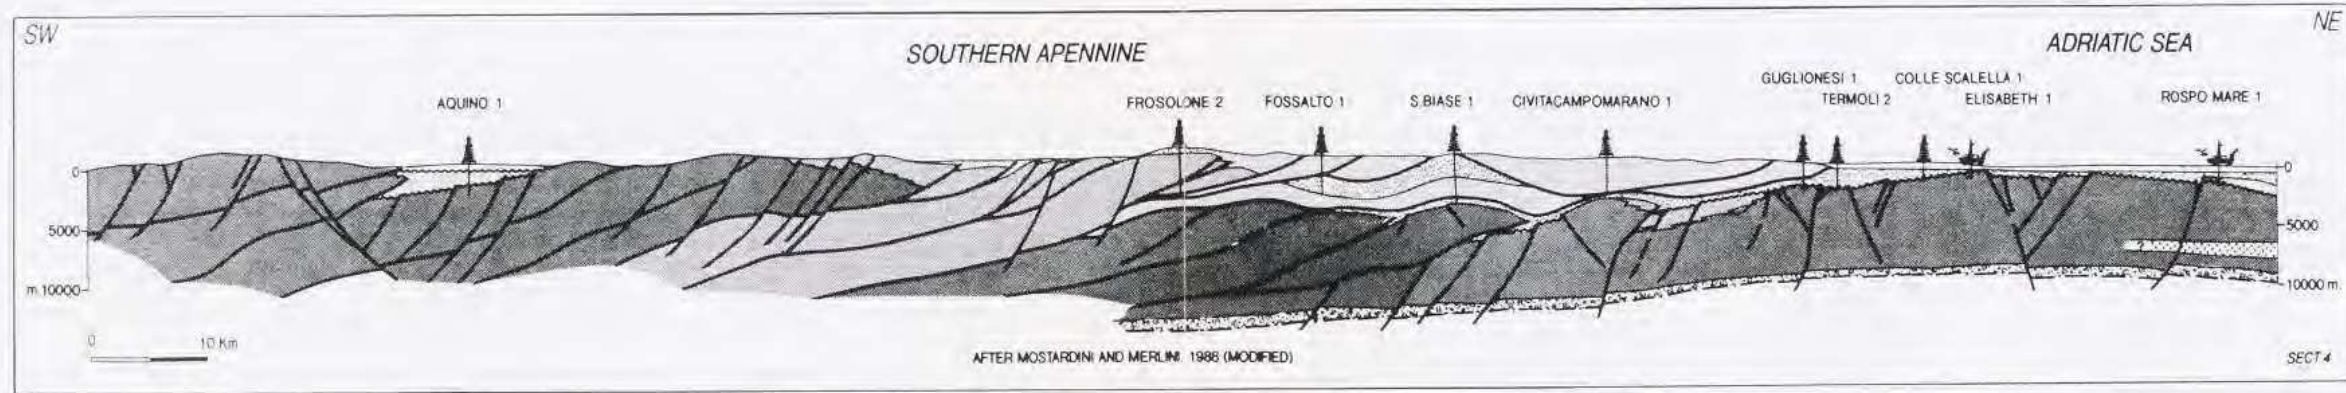 SW
NE
SOUTHERN APENNINE
ADRIATIC SEA
GUGLIONESI 1
COLLE SCALELLA 1
AQUINO 1
FROSOLONE 2
FOSSALTO 1
S.BIASE 1
CIVITACAMPOMARANO 1
TERMOLI 2
ELISABETH 1
ROSPO MARE 1
0
0
5000
5000
m.10000
10000 m.
0
10 Km
AFTER MOSTARDINI AND MERLINI 1988 (MODIFIED)
SECT 4